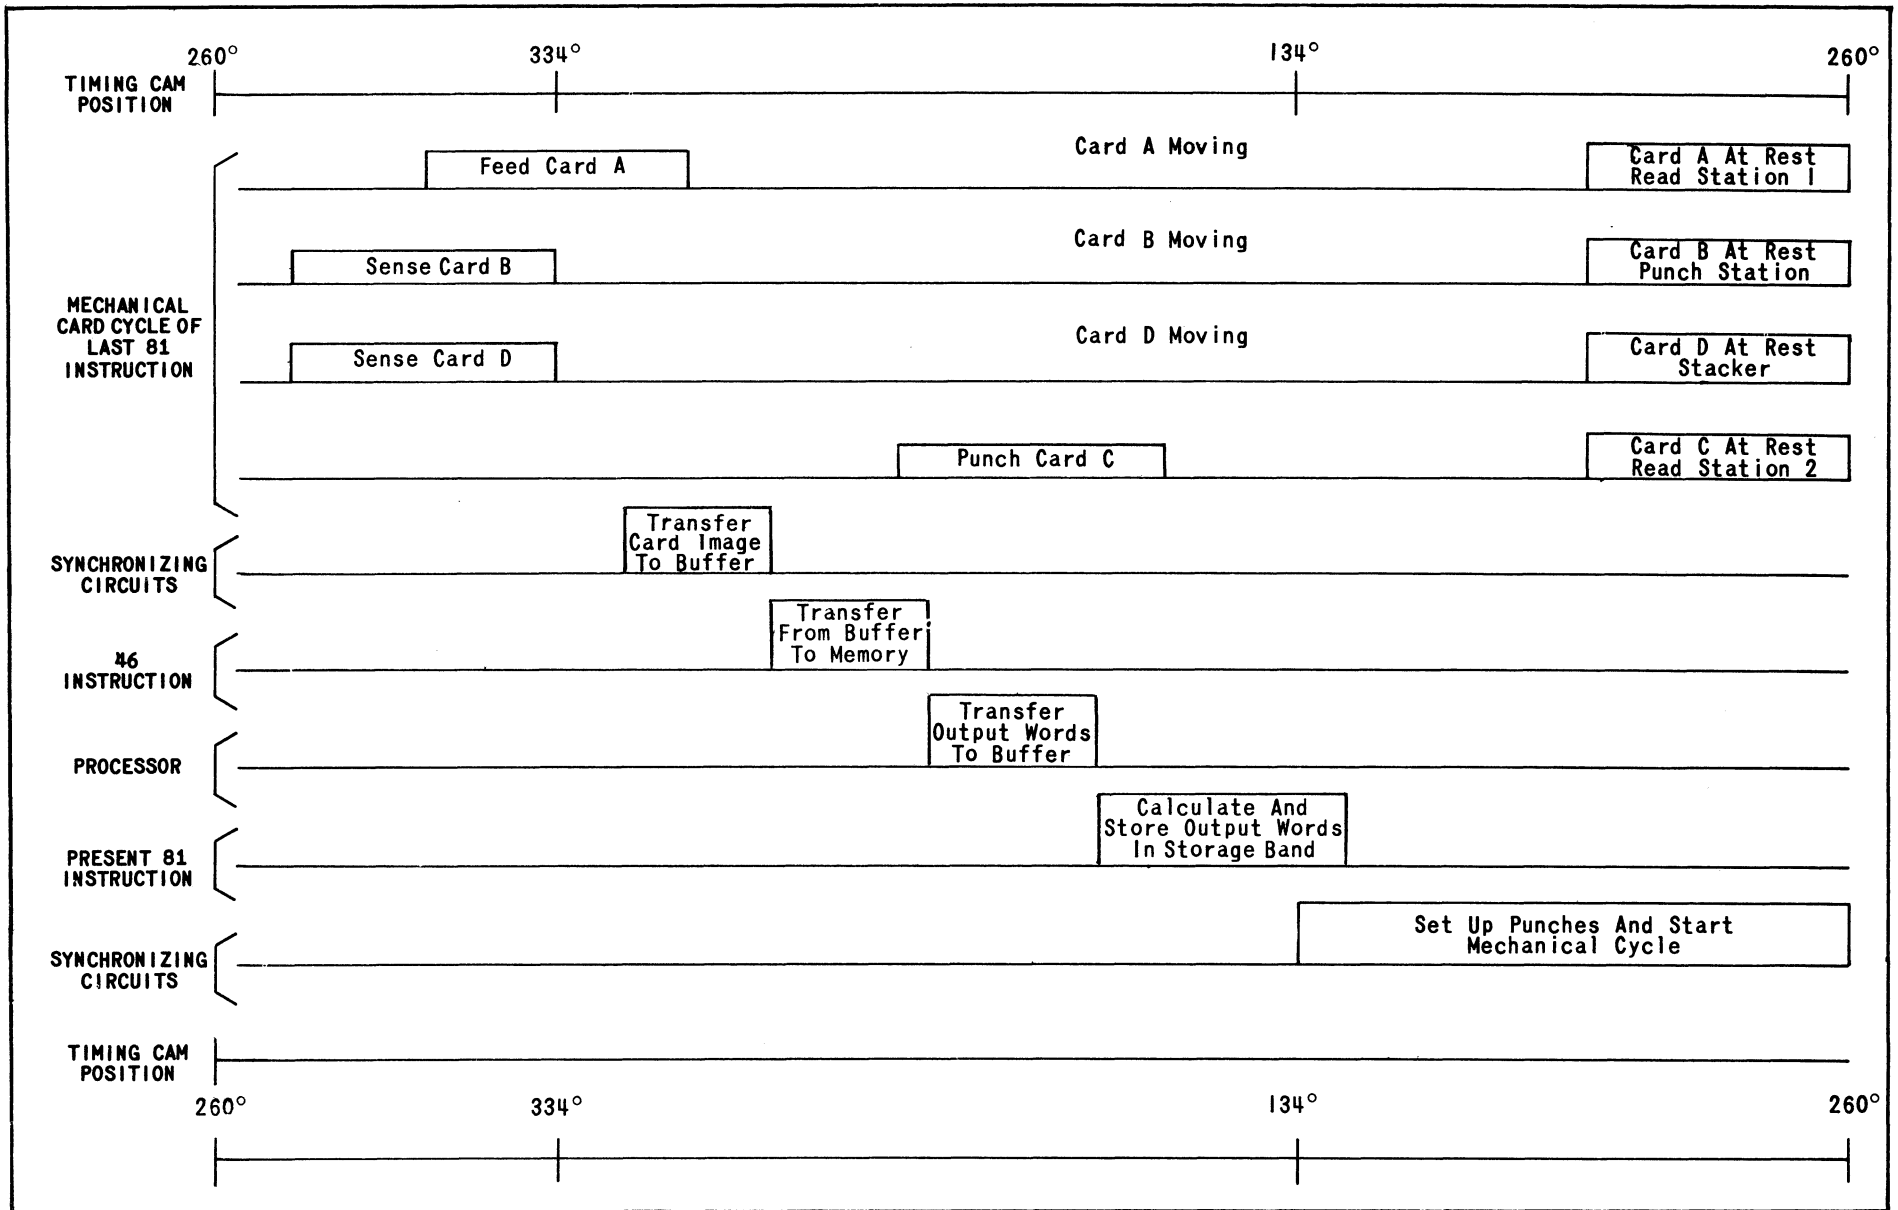 260° 334° 134° 260°
TIMING CAM
POSITION
Card A Moving
Feed Card A
Card A At Rest
Read Station 1
Card B Moving
Sense Card B
Card B At Rest
Punch Station
MECHANICAL
CARD CYCLE OF
LAST 81
INSTRUCTION
Card D Moving
Sense Card D
Card D At Rest
Stacker
Punch Card C
Card C At Rest
Read Station 2
Transfer
Card Image
To Buffer
SYNCHRONIZING
CIRCUITS
Transfer
From Buffer
To Memory
46
INSTRUCTION
Transfer
Output Words
To Buffer
PROCESSOR
Calculate And
Store Output Words
In Storage Band
PRESENT 81
INSTRUCTION
Set Up Punches And Start
Mechanical Cycle
SYNCHRONIZING
CIRCUITS
TIMING CAM
POSITION
260° 334° 134° 260°